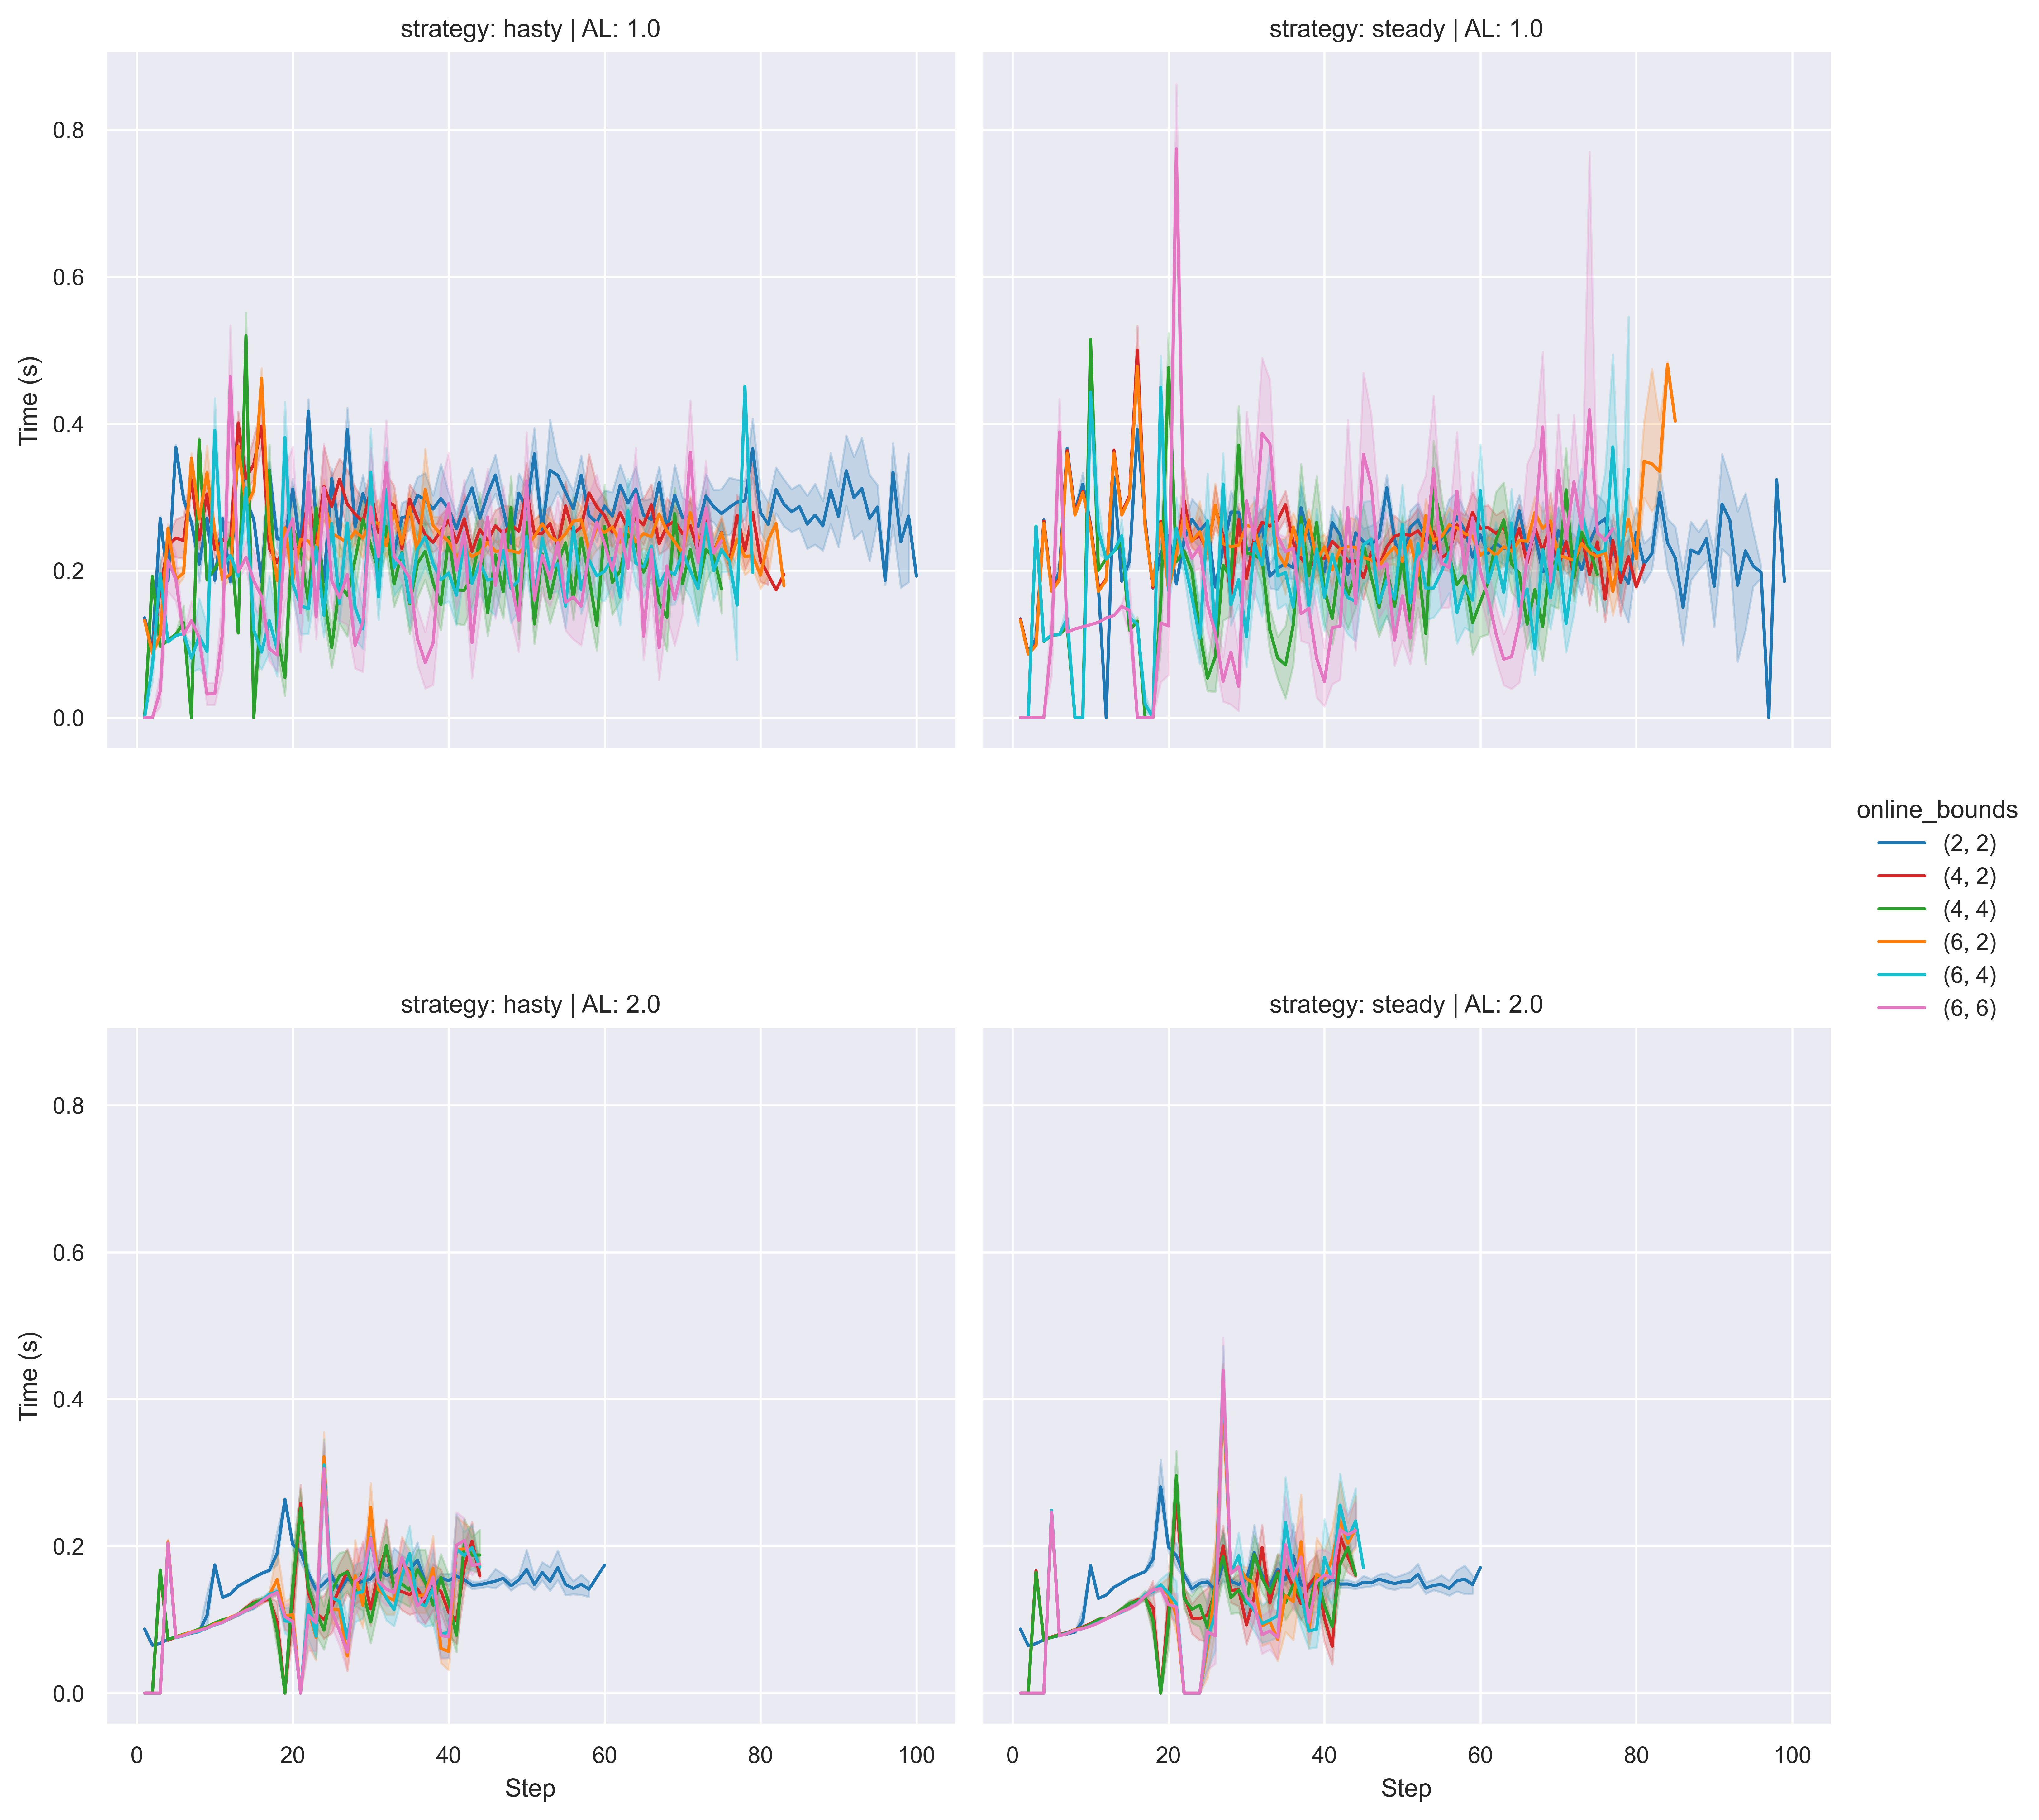 strategy: hasty | AL: 1.0
strategy: steady | AL: 1.0
0.8
0.6
0.4
0.2
0.0
Time (s)
online_bounds
(2, 2)
(4, 2)
(4, 4)
(6, 2)
(6, 4)
(6, 6)
strategy: hasty | AL: 2.0
strategy: steady | AL: 2.0
0.8
0.6
0.4
0.2
0.0
Time (s)
0 20 40 60 80 100
0 20 40 60 80 100
Step
Step